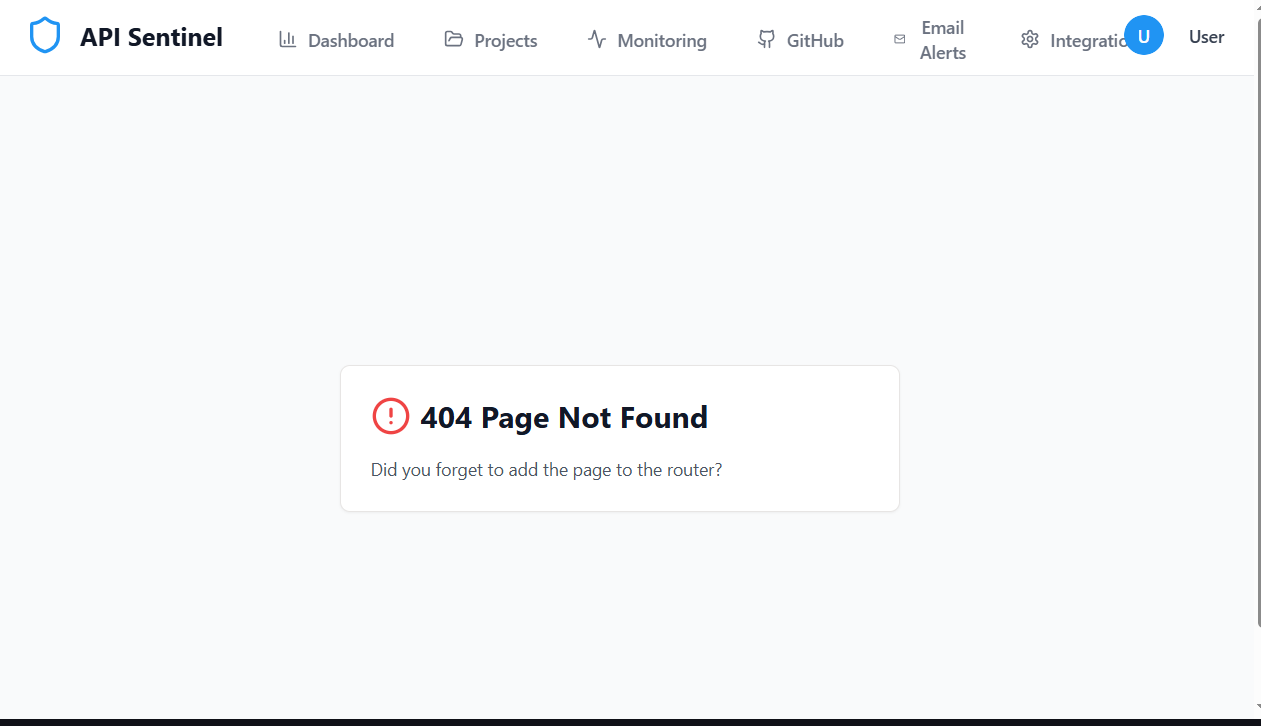 API Sentinel
Dashboard
Projects
Monitoring
GitHub
Email
Alerts
Integratio
U
User
404 Page Not Found
Did you forget to add the page to the router?